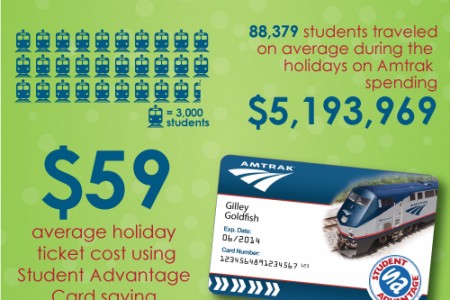 88,379 students traveled
on average during the
holidays on Amtrak
spending
$5,193,969
= 3,000
students
$59
average holiday
ticket cost using
Student Advantage
Card saving
AMTRAK
Gilley
Goldfish
Exp. Date:
06/2014
Card Number:
1234564891234567 123
STUDENT
ADVANTAGE
sa